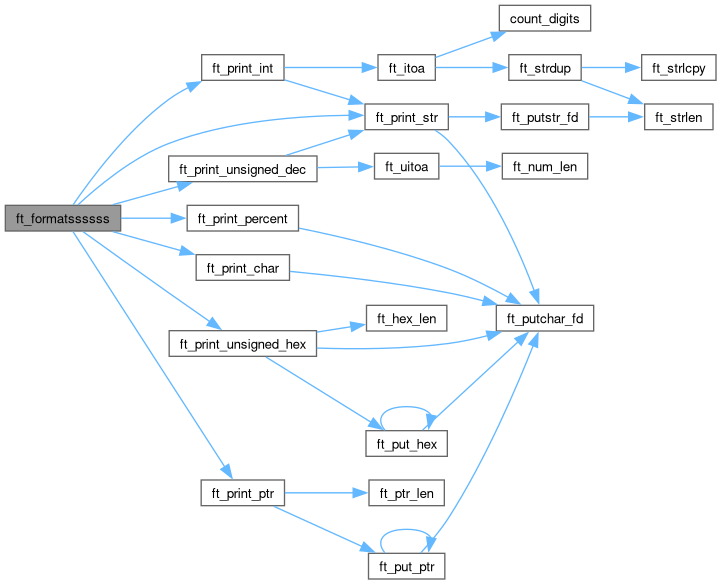 count_digits
ft_print_int
ft_itoa
ft_strdup
ft_strlcpy
ft_print_str
ft_putstr_fd
ft_strlen
ft_print_unsigned_dec
ft_uitoa
ft_num_len
ft_formatssssss
ft_print_percent
ft_print_char
ft_hex_len
ft_putchar_fd
ft_print_unsigned_hex
ft_put_hex
ft_print_ptr
ft_ptr_len
ft_put_ptr